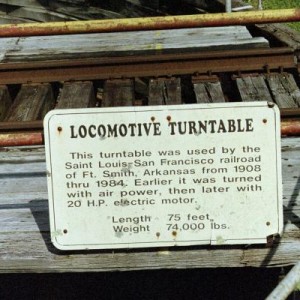 LOCOMOTIVE TURNTABLE
This turntable was used by the
Saint Louis-San Francisco railroad
of Ft. Smith, Arkansas from 1908
thru 1984. Earlier it was turned
with air power, then later with
20 H.P. electric motor.
Length 75 feet
Weight 74,000 lbs.